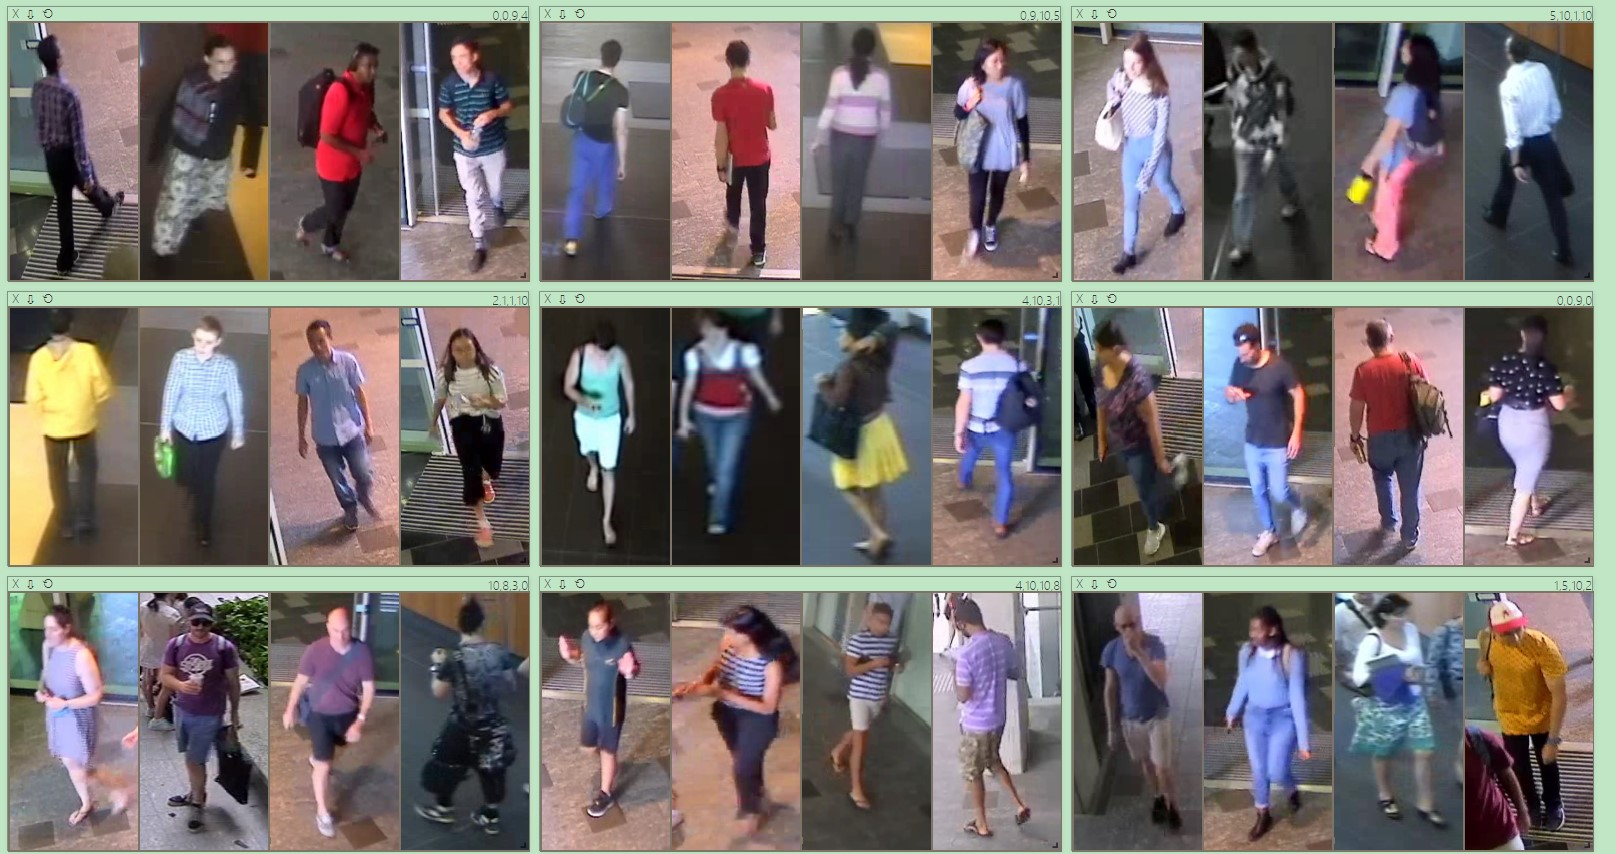 X ⇩ ⟲ 0,0,9,4
X ⇩ ⟲ 0,9,10,5
X ⇩ ⟲ 5,10,1,10
X ⇩ ⟲ 2,1,1,10
X ⇩ ⟲ 4,10,3,1
X ⇩ ⟲ 0,0,9,0
X ⇩ ⟲ 10,8,3,0
X ⇩ ⟲ 4,10,10,8
X ⇩ ⟲ 1,5,10,2